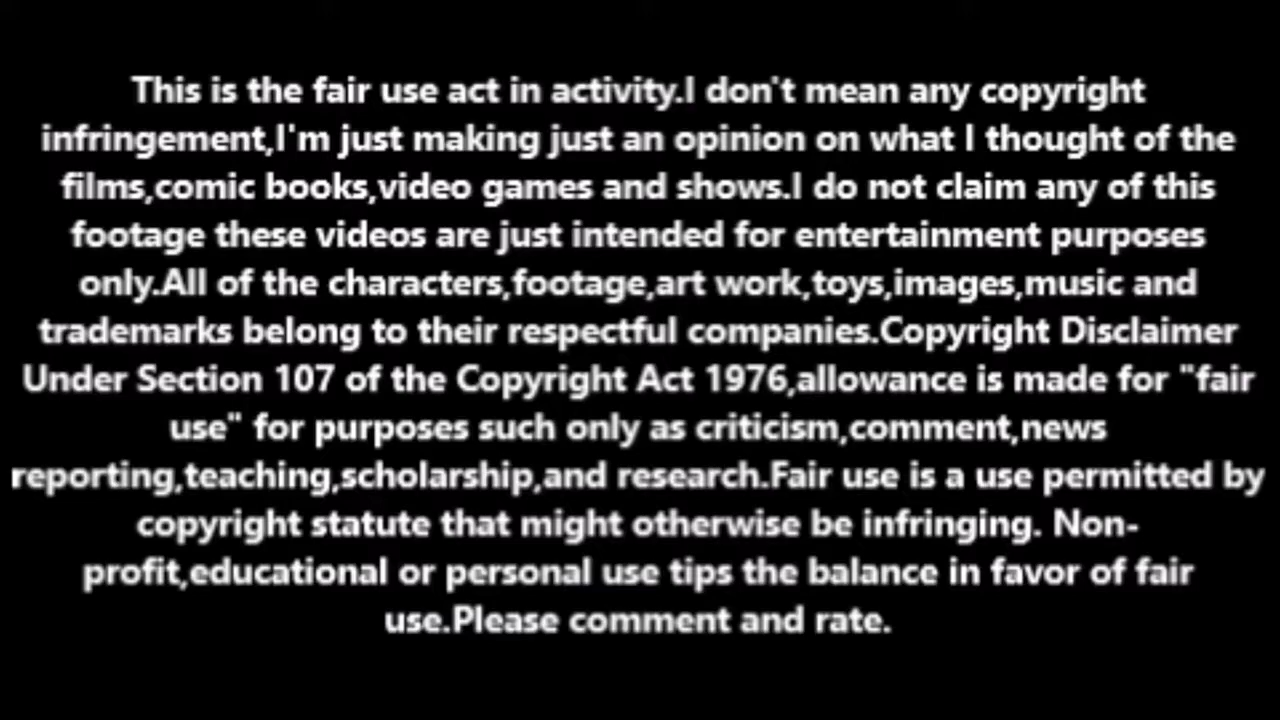 This is the fair use act in activity.I don't mean any copyright
infringement,I'm just making just an opinion on what I thought of the
films,comic books,video games and shows.I do not claim any of this
footage these videos are just intended for entertainment purposes
only.All of the characters,footage,art work,toys,images,music and
trademarks belong to their respectful companies.Copyright Disclaimer
Under Section 107 of the Copyright Act 1976,allowance is made for "fair
use" for purposes such only as criticism,comment,news
reporting,teaching,scholarship,and research.Fair use is a use permitted by
copyright statute that might otherwise be infringing. Non-
profit,educational or personal use tips the balance in favor of fair
use.Please comment and rate.